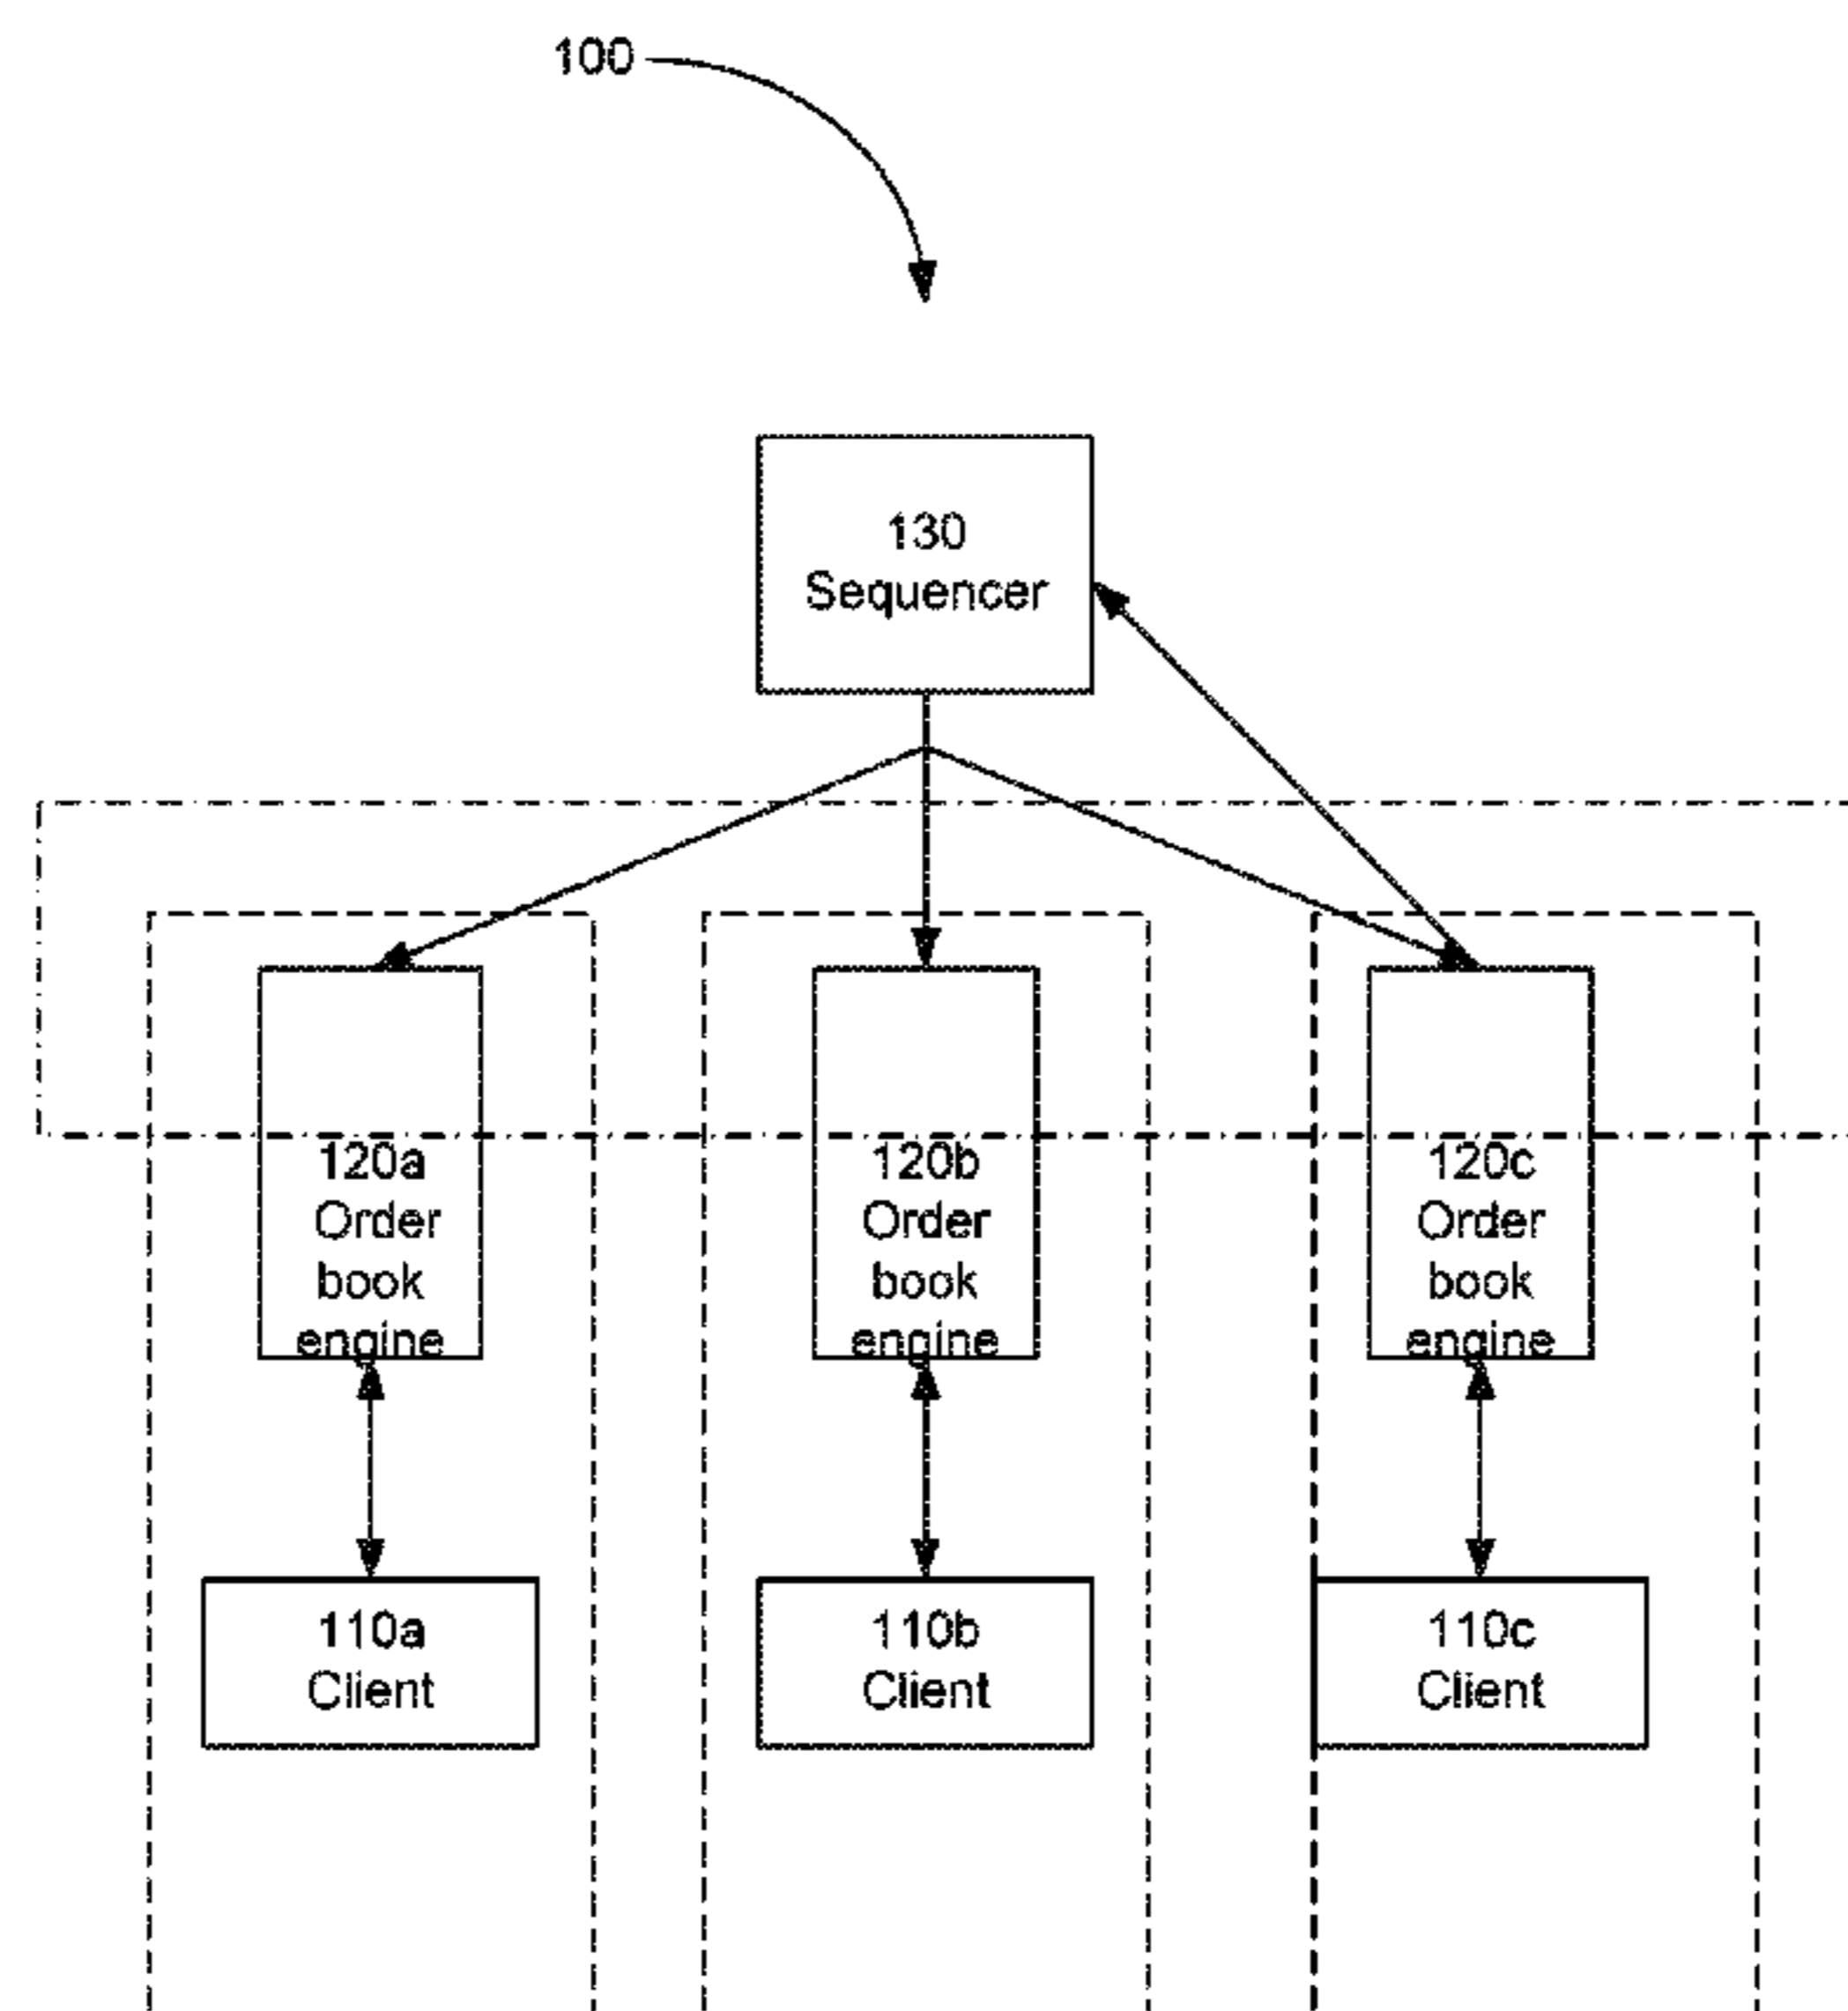 100
130
Sequencer
120a
Order
book
engine
120b
Order
book
engine
120c
Order
book
engine
110a
Client
110b
Client
110c
Client